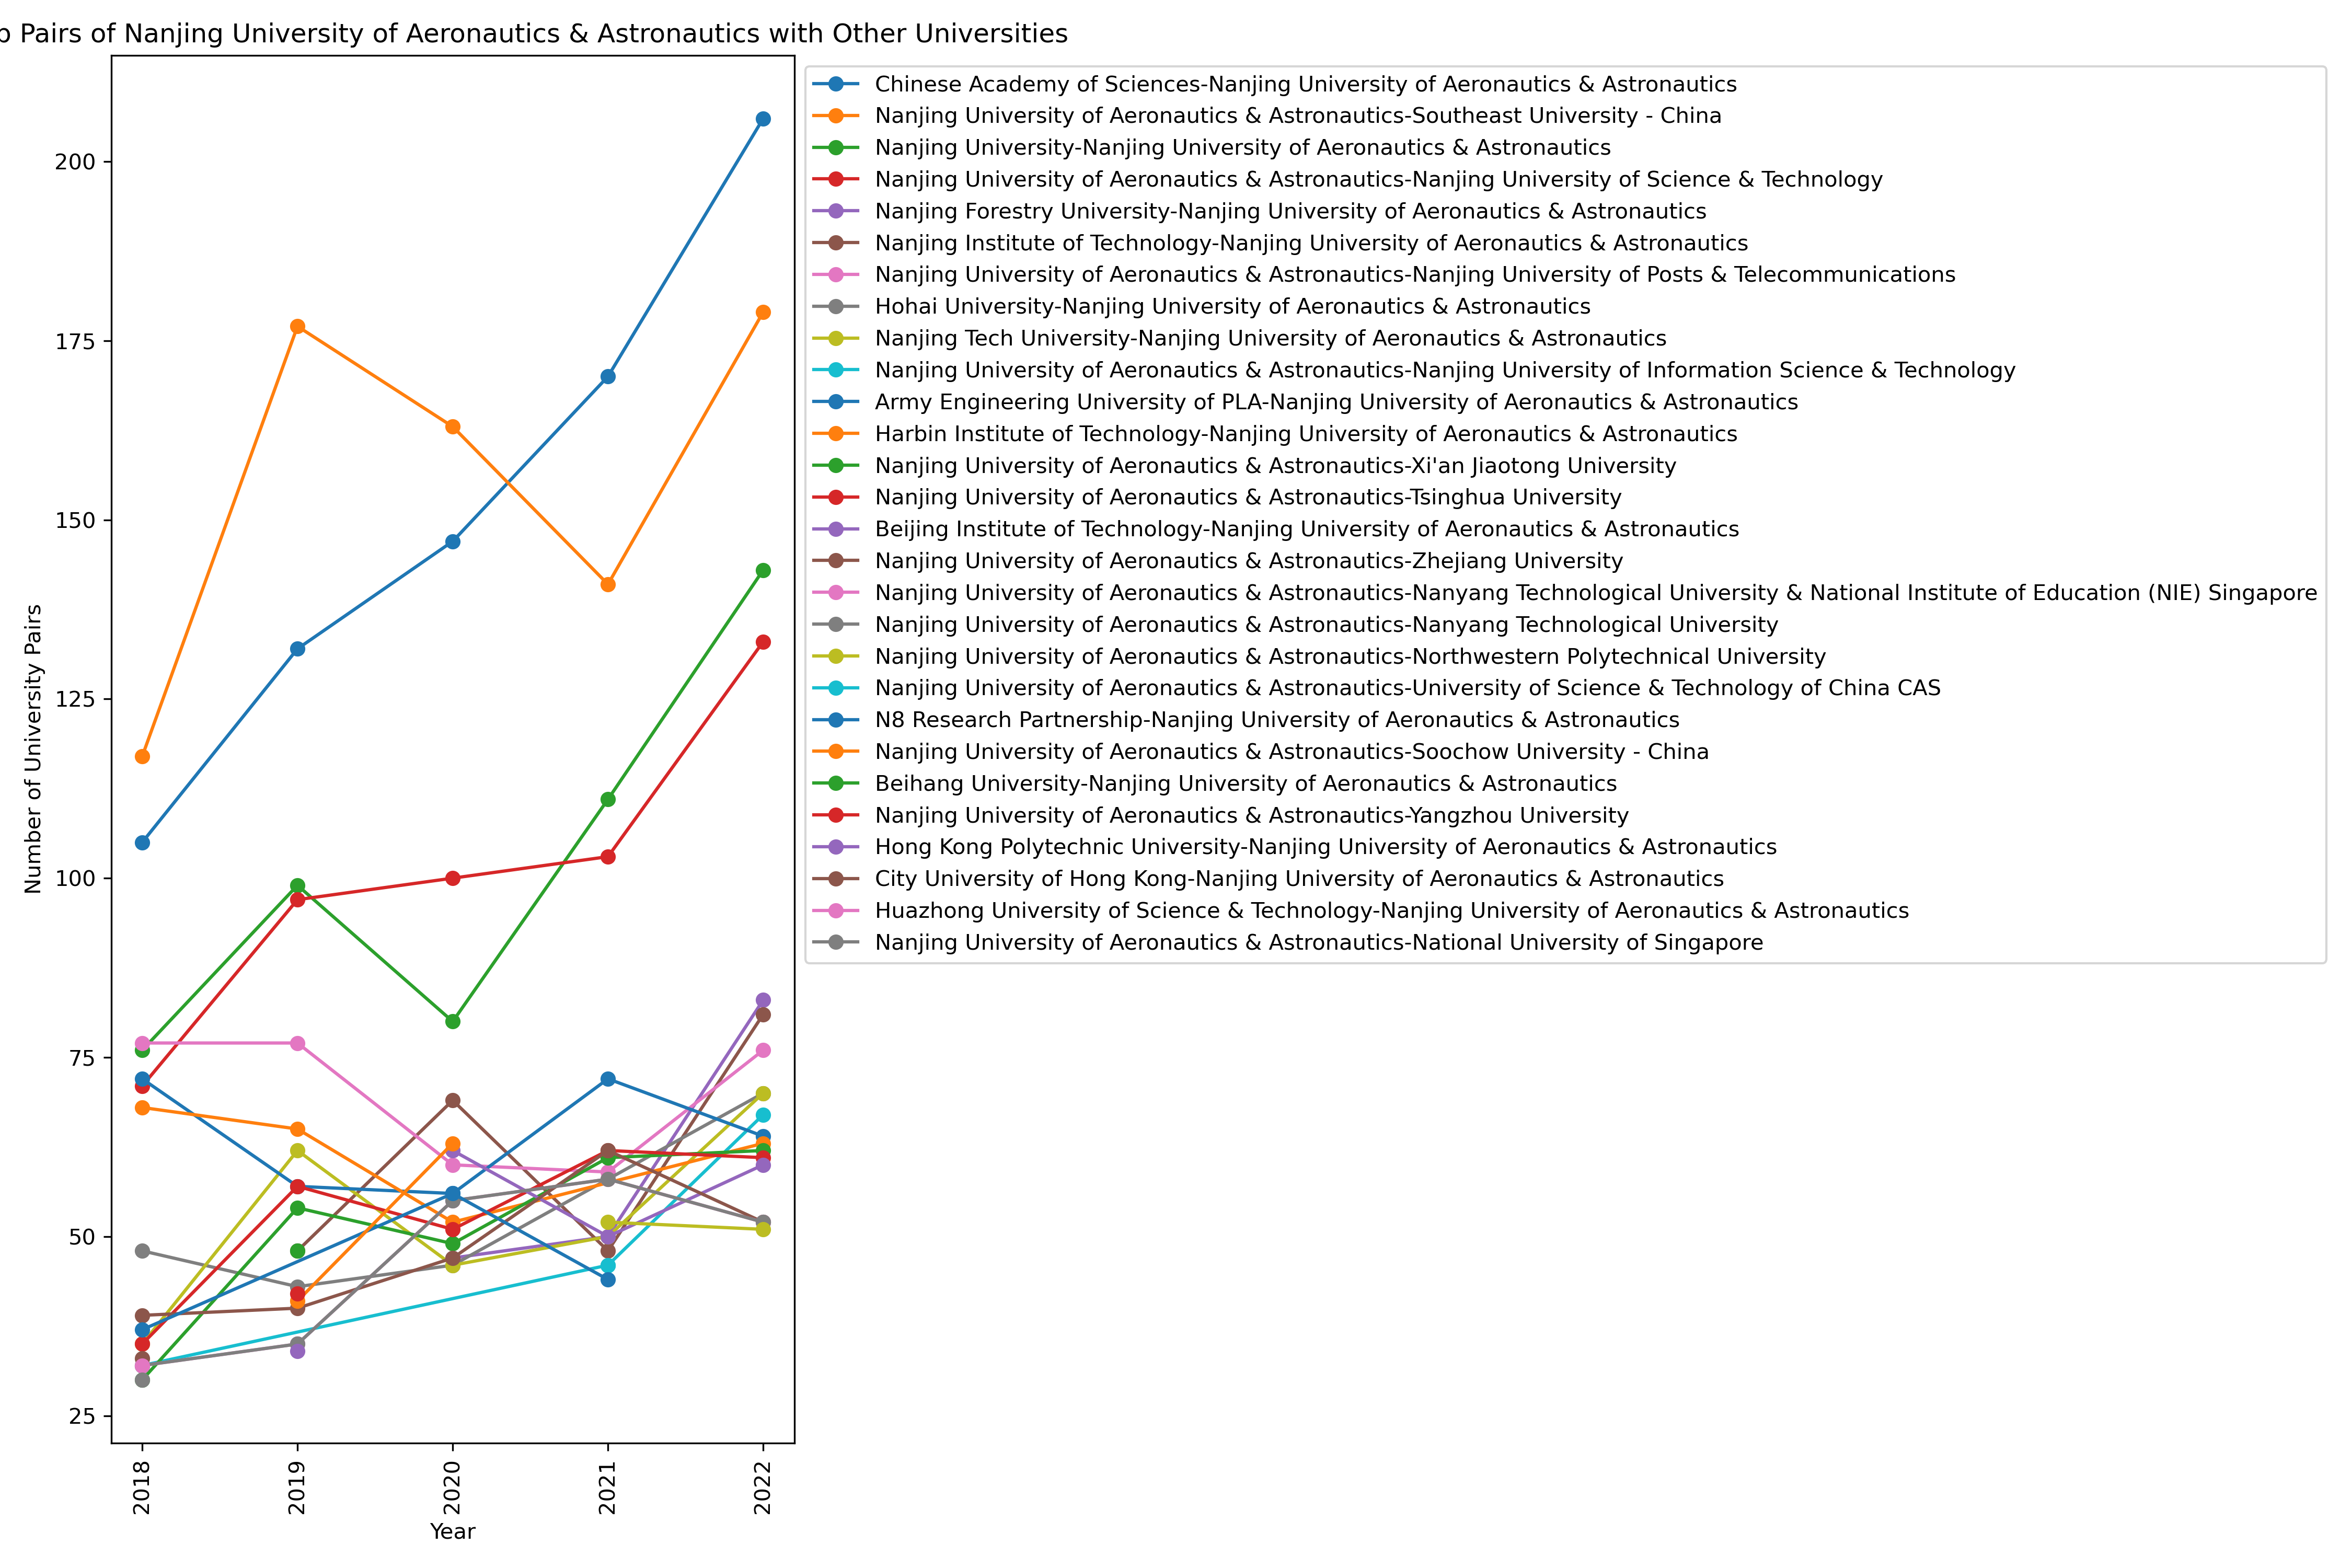 Pairs of Nanjing University of Aeronautics & Astronautics with Other Universities
Number of University Pairs
200
175
150
125
100
75
50
25
2018
2019
2020
2021
2022
Year
Chinese Academy of Sciences-Nanjing University of Aeronautics & Astronautics
Nanjing University of Aeronautics & Astronautics-Southeast University - China
Nanjing University-Nanjing University of Aeronautics & Astronautics
Nanjing University of Aeronautics & Astronautics-Nanjing University of Science & Technology
Nanjing Forestry University-Nanjing University of Aeronautics & Astronautics
Nanjing Institute of Technology-Nanjing University of Aeronautics & Astronautics
Nanjing University of Aeronautics & Astronautics-Nanjing University of Posts & Telecommunications
Hohai University-Nanjing University of Aeronautics & Astronautics
Nanjing Tech University-Nanjing University of Aeronautics & Astronautics
Nanjing University of Aeronautics & Astronautics-Nanjing University of Information Science & Technology
Army Engineering University of PLA-Nanjing University of Aeronautics & Astronautics
Harbin Institute of Technology-Nanjing University of Aeronautics & Astronautics
Nanjing University of Aeronautics & Astronautics-Xi'an Jiaotong University
Nanjing University of Aeronautics & Astronautics-Tsinghua University
Beijing Institute of Technology-Nanjing University of Aeronautics & Astronautics
Nanjing University of Aeronautics & Astronautics-Zhejiang University
Nanjing University of Aeronautics & Astronautics-Nanyang Technological University & National Institute of Education (NIE) Singapore
Nanjing University of Aeronautics & Astronautics-Nanyang Technological University
Nanjing University of Aeronautics & Astronautics-Northwestern Polytechnical University
Nanjing University of Aeronautics & Astronautics-University of Science & Technology of China CAS
N8 Research Partnership-Nanjing University of Aeronautics & Astronautics
Nanjing University of Aeronautics & Astronautics-Soochow University - China
Beihang University-Nanjing University of Aeronautics & Astronautics
Nanjing University of Aeronautics & Astronautics-Yangzhou University
Hong Kong Polytechnic University-Nanjing University of Aeronautics & Astronautics
City University of Hong Kong-Nanjing University of Aeronautics & Astronautics
Huazhong University of Science & Technology-Nanjing University of Aeronautics & Astronautics
Nanjing University of Aeronautics & Astronautics-National University of Singapore